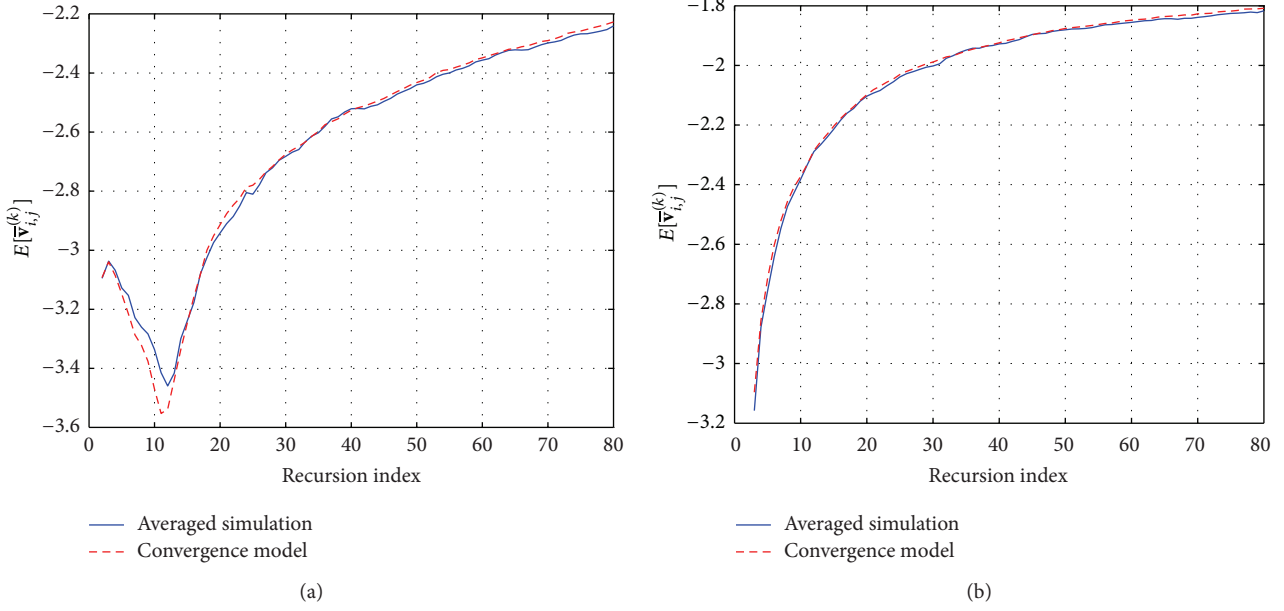 −2.2
−2.4
−2.6
−2.8
−3
−3.2
−3.4
−3.6
E[v̅_{i,j}^{(k)}]
0 10 20 30 40 50 60 70 80
Recursion index
Averaged simulation
Convergence model
(a)
−1.8
−2
−2.2
−2.4
−2.6
−2.8
−3
−3.2
E[v̅_{i,j}^{(k)}]
0 10 20 30 40 50 60 70 80
Recursion index
Averaged simulation
Convergence model
(b)